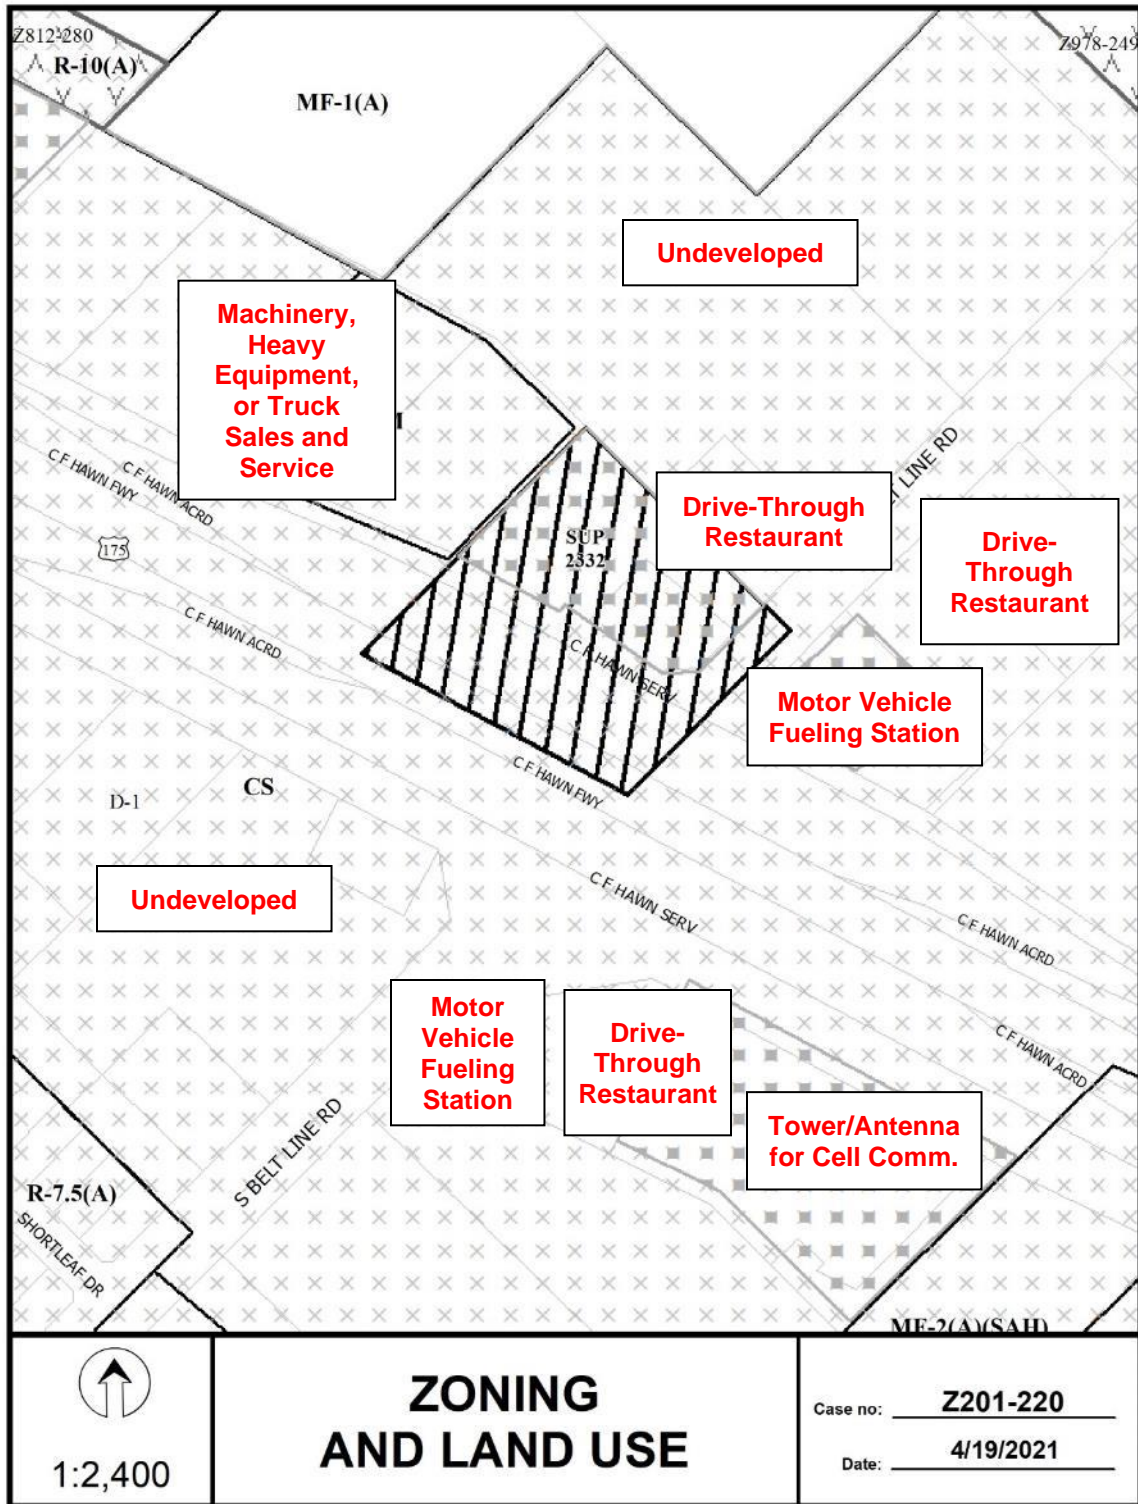 Z812-280
R-10(A)
MF-1(A)
Z978-249
Undeveloped
Machinery,
Heavy
Equipment,
or Truck
Sales and
Service
C F HAWN FWY
C F HAWN ACRD
175
C F HAWN ACRD
SUP
2332
Drive-Through
Restaurant
LINE RD
Drive-
Through
Restaurant
C F HAWN SERV
Motor Vehicle
Fueling Station
C F HAWN FWY
CS
D-1
Undeveloped
C F HAWN SERV
C F HAWN ACRD
Motor
Vehicle
Fueling
Station
Drive-
Through
Restaurant
C F HAWN ACRD
Tower/Antenna
for Cell Comm.
S BELT LINE RD
R-7.5(A)
SHORTLEAF DR
MF-2(A)(SAH)
1:2,400
ZONING
AND LAND USE
Case no: Z201-220
Date: 4/19/2021